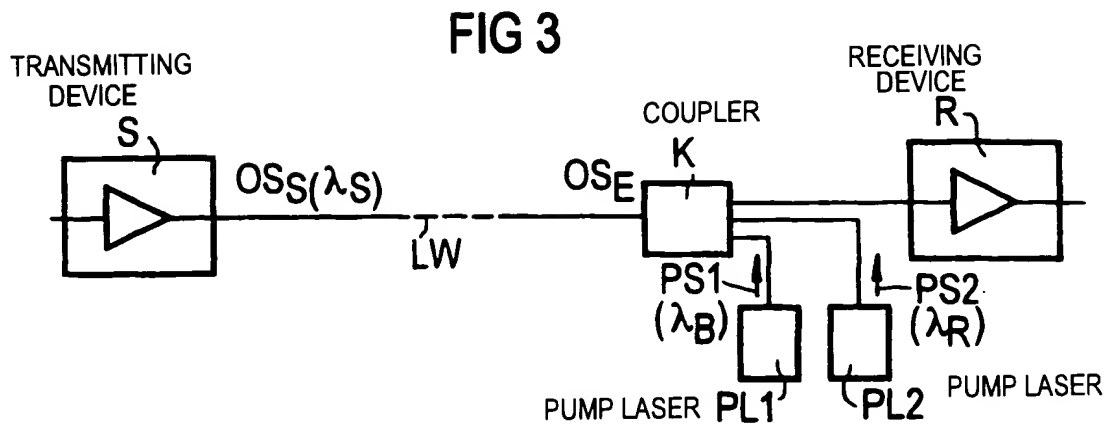 FIG 3
TRANSMITTING
DEVICE
S
OSS(λS)
LW
OSE
COUPLER
K
RECEIVING
DEVICE
R
PS1
(λB)
PS2
(λR)
PUMP LASER PL1
PL2 PUMP LASER